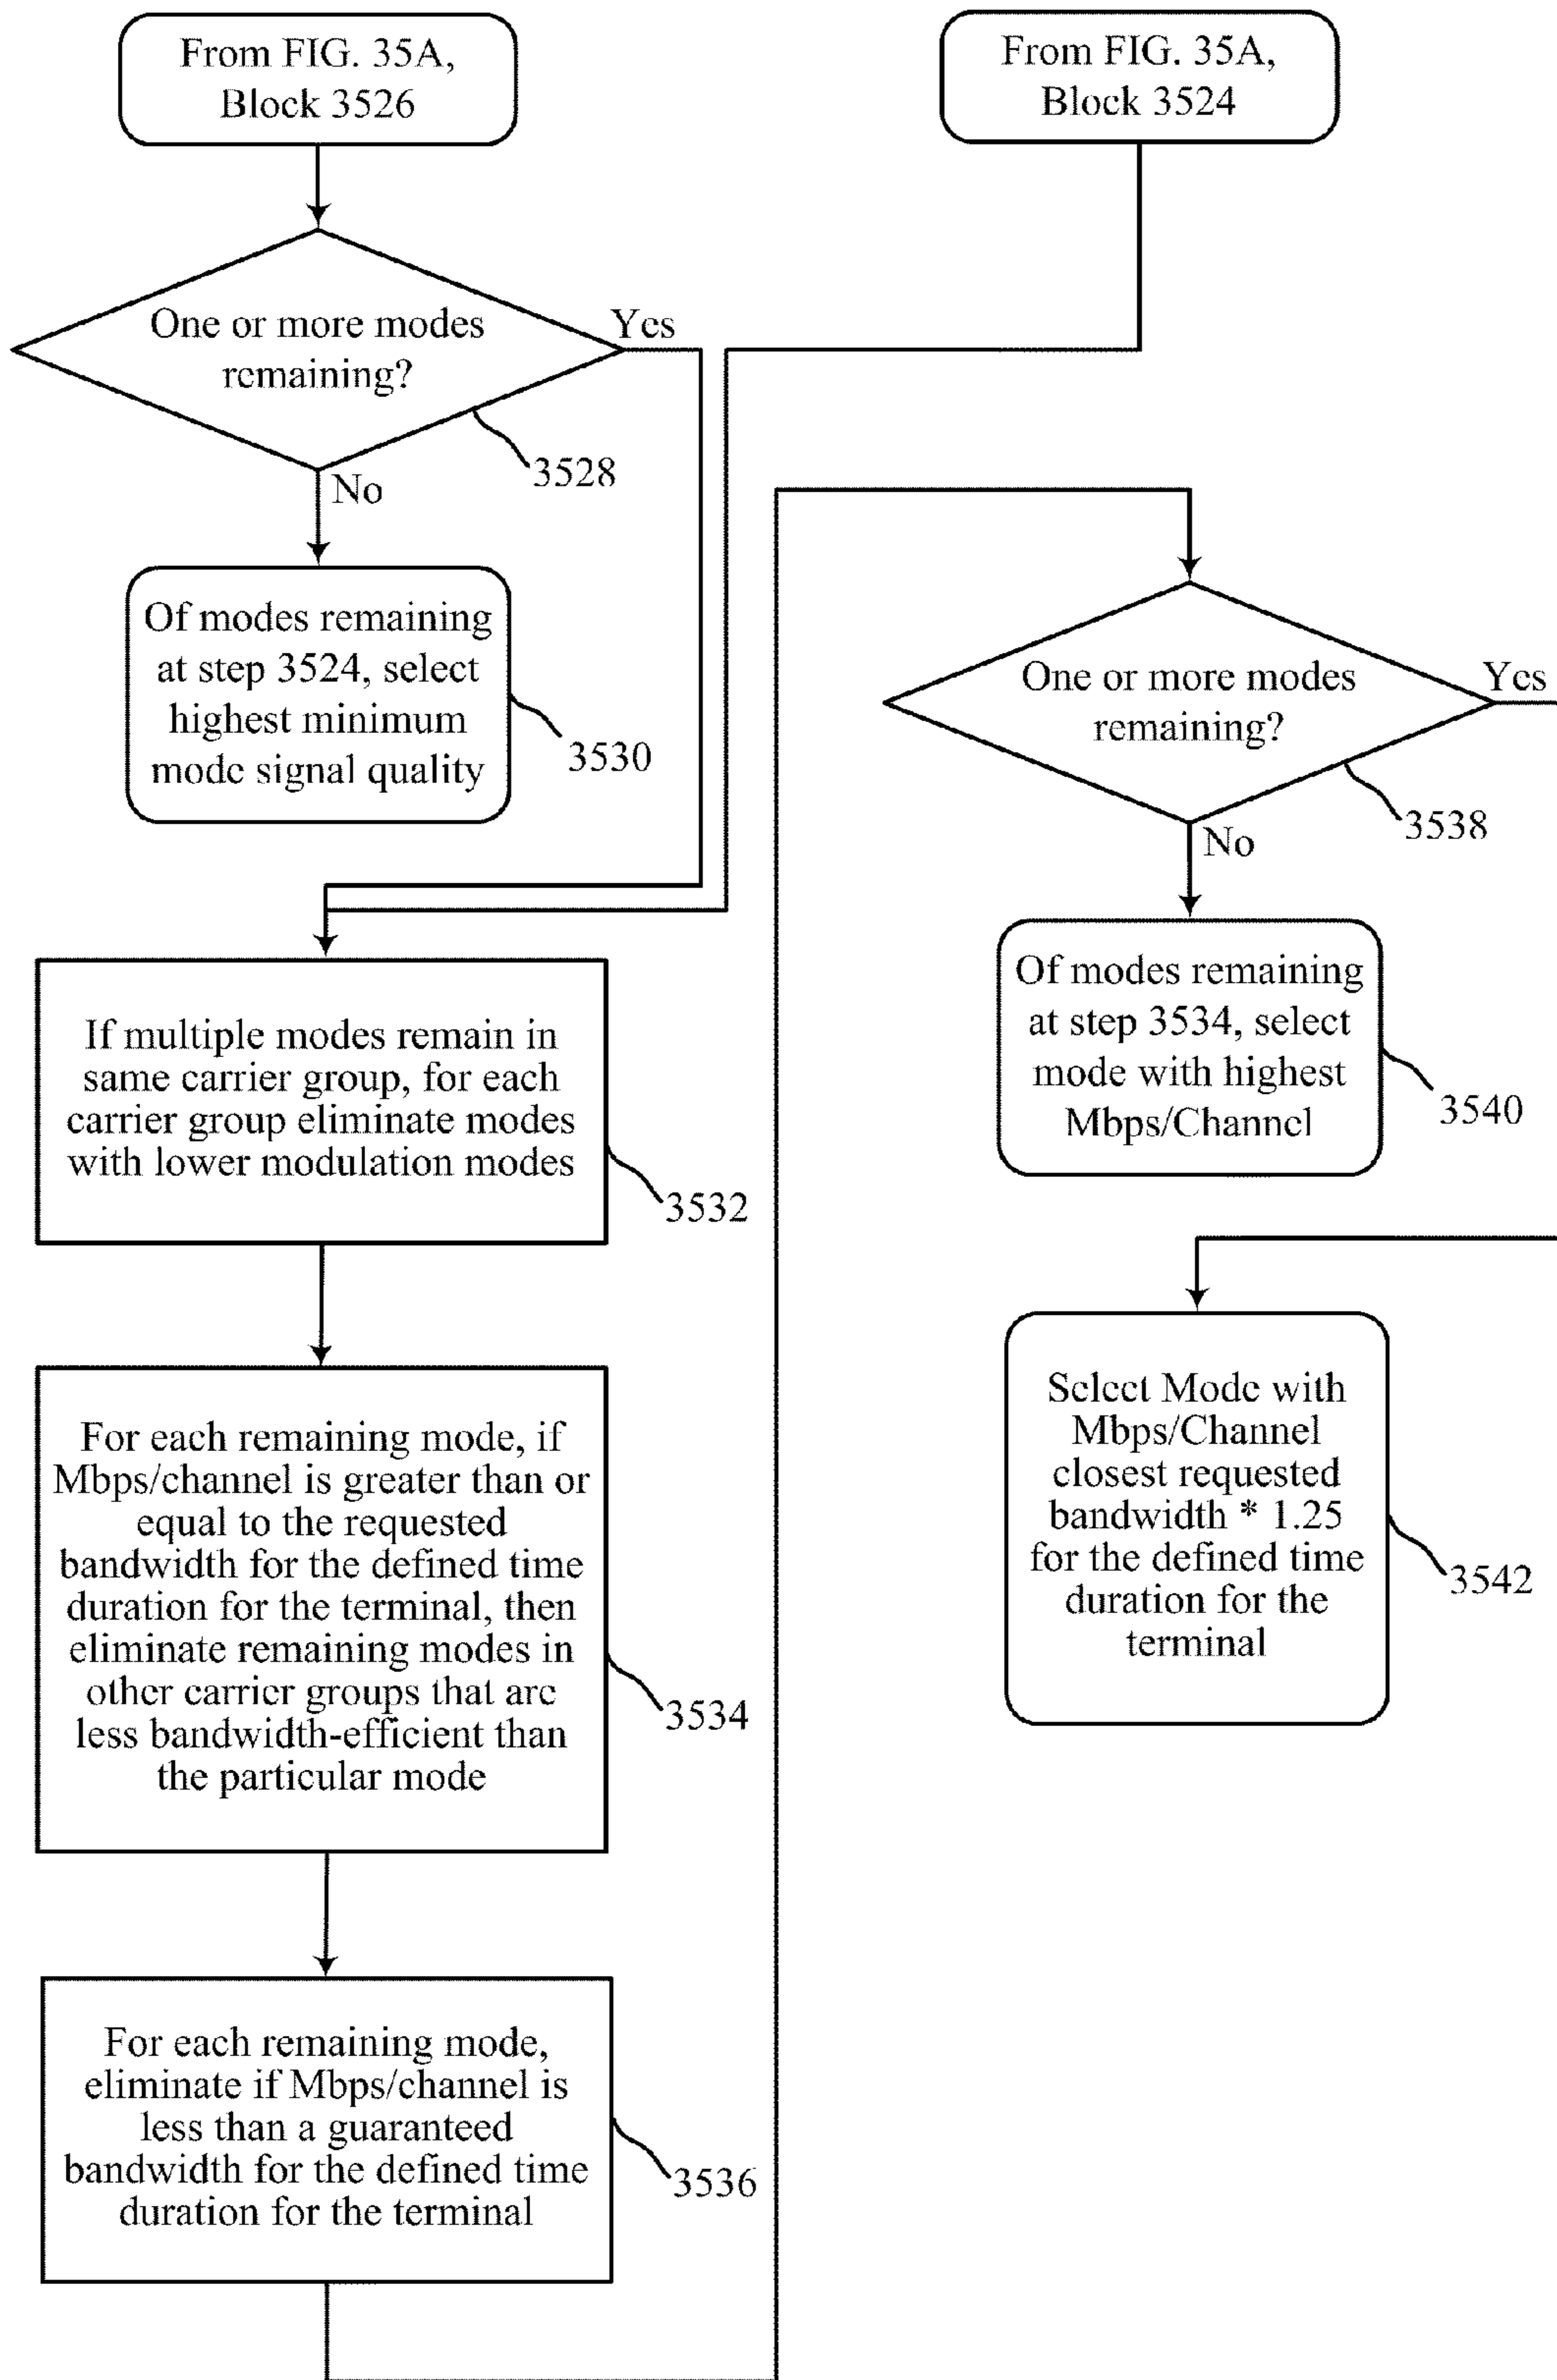 From FIG. 35A,
Block 3526
From FIG. 35A,
Block 3524
One or more modes
remaining?
Yes
3528
No
Of modes remaining
at step 3524, select
highest minimum
mode signal quality
3530
If multiple modes remain in
same carrier group, for each
carrier group eliminate modes
with lower modulation modes
3532
For each remaining mode, if
Mbps/channel is greater than or
equal to the requested
bandwidth for the defined time
duration for the terminal, then
eliminate remaining modes in
other carrier groups that are
less bandwidth-efficient than
the particular mode
3534
For each remaining mode,
eliminate if Mbps/channel is
less than a guaranteed
bandwidth for the defined time
duration for the terminal
3536
One or more modes
remaining?
Yes
3538
No
Of modes remaining
at step 3534, select
mode with highest
Mbps/Channel
3540
Select Mode with
Mbps/Channel
closest requested
bandwidth * 1.25
for the defined time
duration for the
terminal
3542